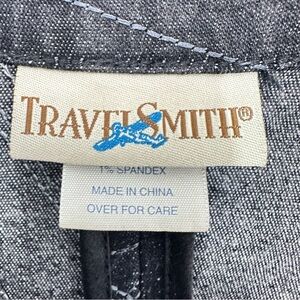 TRAVELSMITH®
1% SPANDEX
MADE IN CHINA
OVER FOR CARE